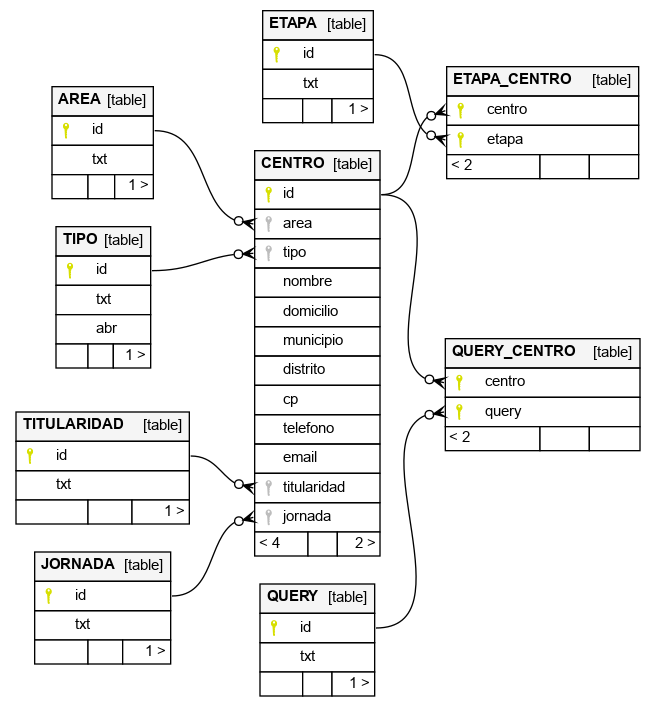 ETAPA [table]
id
txt
1 >
ETAPA_CENTRO [table]
centro
etapa
< 2
AREA [table]
id
txt
1 >
CENTRO [table]
id
area
tipo
nombre
domicilio
municipio
distrito
cp
telefono
email
titularidad
jornada
< 4 2 >
TIPO [table]
id
txt
abr
1 >
QUERY_CENTRO [table]
centro
query
< 2
TITULARIDAD [table]
id
txt
1 >
JORNADA [table]
id
txt
1 >
QUERY [table]
id
txt
1 >